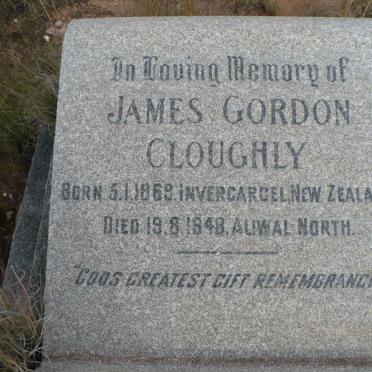 In Loving Memory of
JAMES GORDON
CLOUGHLY
BORN 5.1.1869. INVERCARGEL, NEW ZEALA
DIED 19.8.1948, ALIWAL NORTH.
"GODS GREATEST GIFT REMEMBRANCE